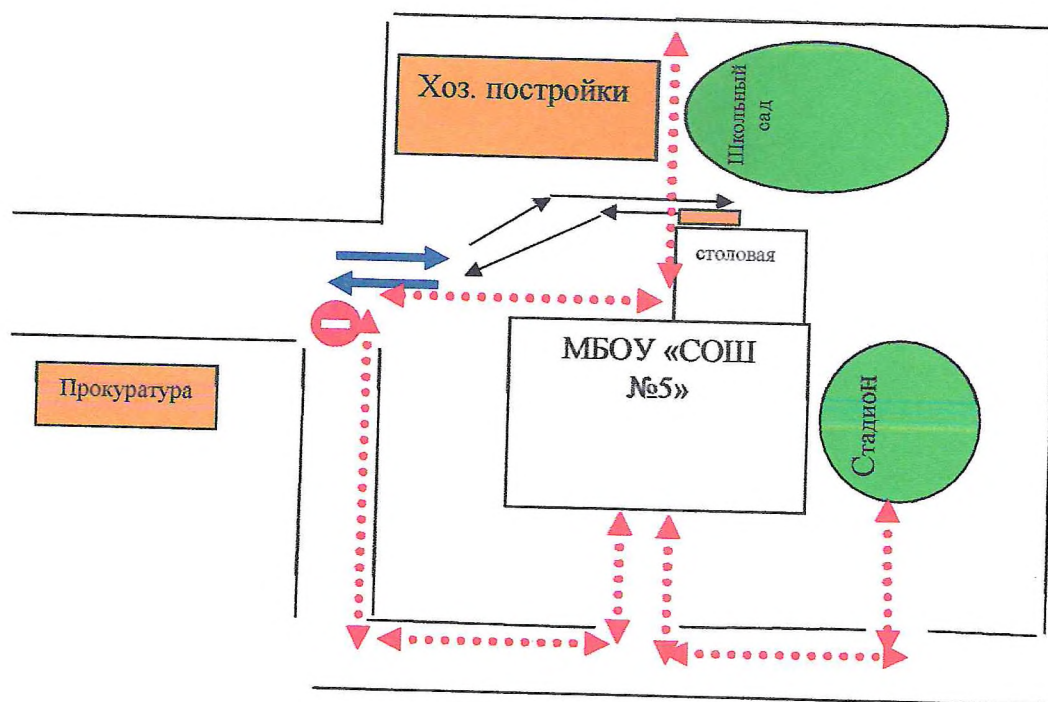 Хоз. постройки
Школьный
сад
столовая
МБОУ «СОШ
№5»
Прокуратура
Стадион